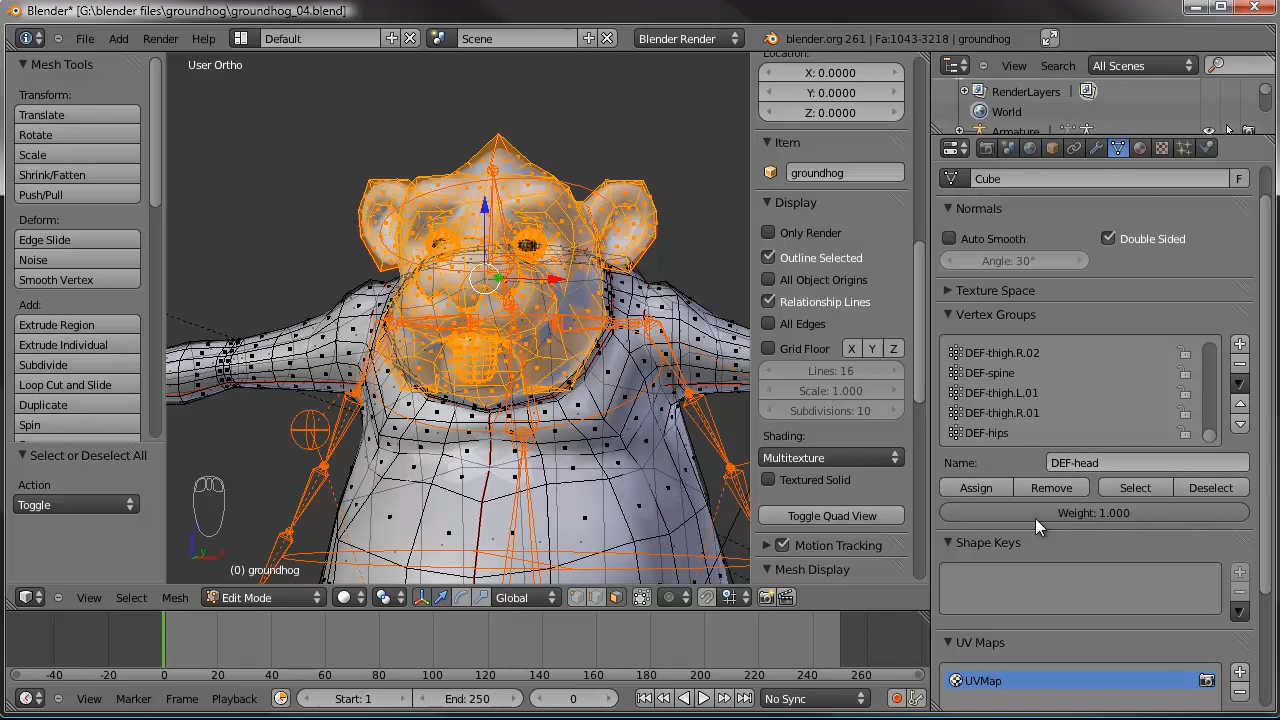 Blender* [G:\blender files\groundhog\groundhog_04.blend]
File Add Render Help Default Scene Blender Render blender.org 261 | Fa:1043-3218 | groundhog
View Search All Scenes
Mesh Tools
Transform:
Translate
Rotate
Scale
Shrink/Fatten
Push/Pull
Deform:
Edge Slide
Noise
Smooth Vertex
Add:
Extrude Region
Extrude Individual
Subdivide
Loop Cut and Slide
Duplicate
Spin
Select or Deselect All
Action
Toggle
User Ortho
(0) groundhog
Location:
X: 0.0000
Y: 0.0000
Z: 0.0000
Item
groundhog
Display
Only Render
Outline Selected
All Object Origins
Relationship Lines
All Edges
Grid Floor X Y Z
Lines: 16
Scale: 1.000
Subdivisions: 10
Shading:
Multitexture
Textured Solid
Toggle Quad View
Motion Tracking
Mesh Display
RenderLayers |
World
Armature
Cube F
Normals
Auto Smooth Double Sided
Angle: 30°
Texture Space
Vertex Groups
DEF-thigh.R.02
DEF-spine
DEF-thigh.L.01
DEF-thigh.R.01
DEF-hips
Name: DEF-head
Assign Remove Select Deselect
Weight: 1.000
Shape Keys
UV Maps
UVMap
View Select Mesh Edit Mode Global
-40 -20 0 20 40 60 80 100 120 140 160 180 200 220 240 260
View Marker Frame Playback Start: 1 End: 250 0 No Sync